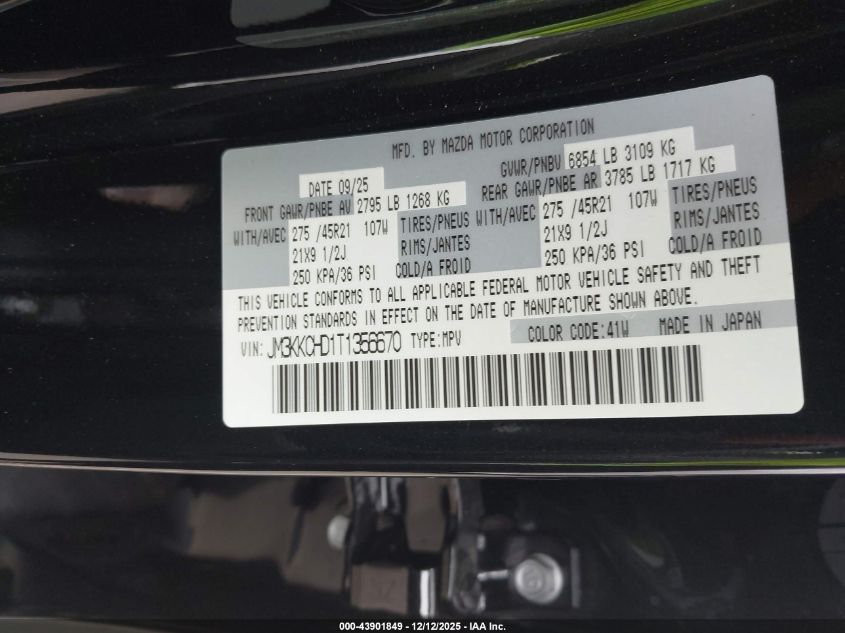 MFD. BY MAZDA MOTOR CORPORATION
DATE 09/25 GVWR/PNBV 6854 LB 3109 KG
FRONT GAWR/PNBE AV 2795 LB 1268 KG REAR GAWR/PNBE AR 3785 LB 1717 KG
WITH/AVEC 275 /45R21 107W TIRES/PNEUS WITH/AVEC 275 /45R21 107W TIRES/PNEUS
21X9 1/2J RIMS/JANTES 21X9 1/2J RIMS/JANTES
250 KPA/36 PSI COLD/A FROID 250 KPA/36 PSI COLD/A FROID
THIS VEHICLE CONFORMS TO ALL APPLICABLE FEDERAL MOTOR VEHICLE SAFETY AND THEFT
PREVENTION STANDARDS IN EFFECT ON THE DATE OF MANUFACTURE SHOWN ABOVE.
VIN: JM3KKCHD1T1356670 TYPE:MPV COLOR CODE:41W MADE IN JAPAN
000-43901849 - 12/12/2025 - IAA Inc.